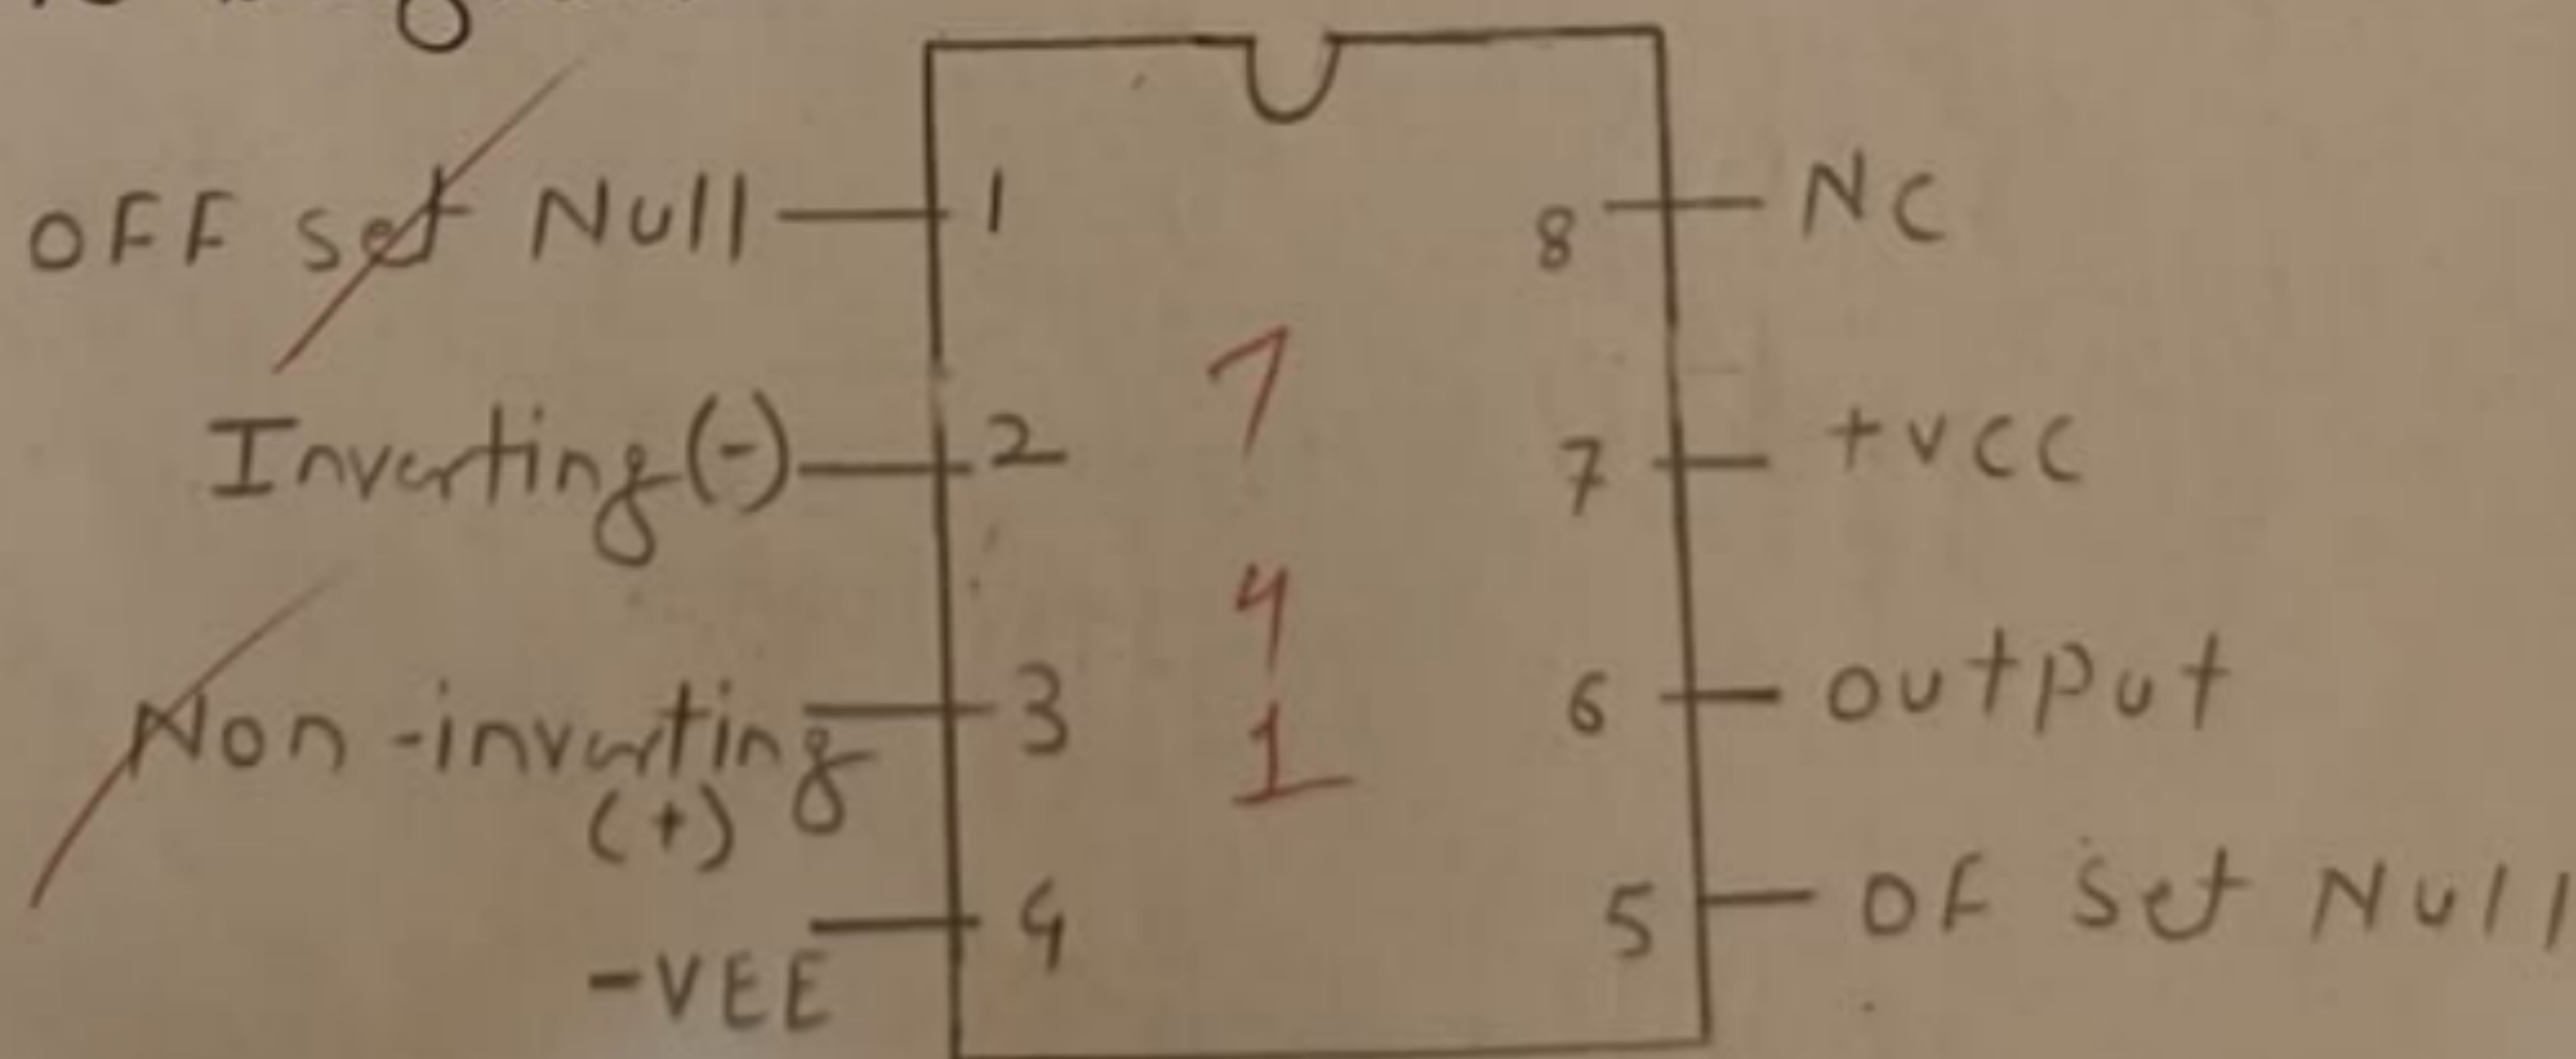 OFF set Null 1
8 NC
Inverting(-) 2
7 +VCC
Non-inverting 3
(+)
6 output
-VEE 4
5 OF set Null
7
4
1